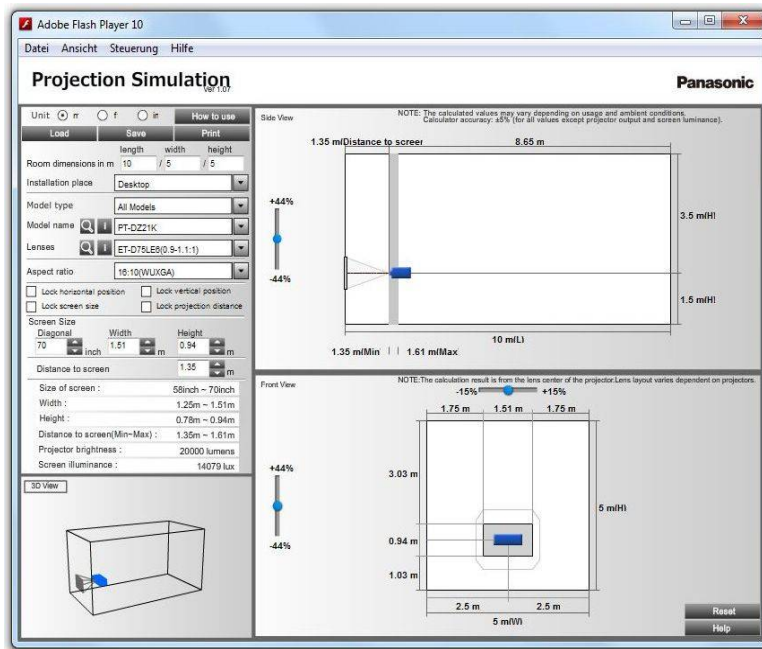 Adobe Flash Player 10
Datei Ansicht Steuerung Hilfe
Projection Simulation
Ver 1.07
Panasonic
Unit m f in How to use
Load Save Print
length width height
Room dimensions in m 10 / 5 / 5
Installation place Desktop
Model type All Models
Model name PT-DZ21K
Lenses ET-D75LE6(0.9-1.1:1)
Aspect ratio 16:10(WUXGA)
Lock horizontal position Lock vertical position
Lock screen size Lock projection distance
Screen Size
Diagonal Width Height
70 inch 1.51 m 0.94 m
Distance to screen 1.35 m
Size of screen : 58inch ~ 70inch
Width : 1.25m ~ 1.51m
Height : 0.78m ~ 0.94m
Distance to screen(Min~Max) : 1.35m ~ 1.61m
Projector brightness : 20000 lumens
Screen illuminance : 14079 lux
3D View
Side View
NOTE: The calculated values may vary depending on usage and ambient conditions.
Calculator accuracy: ±5% (for all values except projector output and screen luminance).
1.35 m/Distance to screen 8.65 m
+44%
-44%
3.5 m(H)
1.5 m(H)
10 m(L)
1.35 m/Min 1.61 m/Max
Front View
NOTE:The calculation result is from the lens center of the projector.Lens layout varies dependent on projectors.
-15% +15%
1.75 m 1.51 m 1.75 m
+44%
-44%
3.03 m
0.94 m
1.03 m
5 m(H)
2.5 m 2.5 m
5 m(W)
Reset
Help